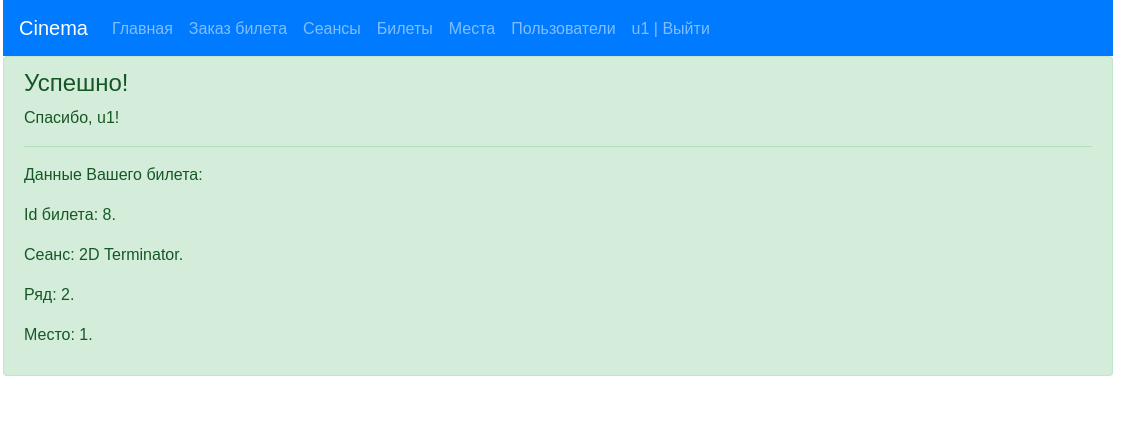 Cinema Главная Заказ билета Сеансы Билеты Места Пользователи u1 | Выйти
Успешно!
Спасибо, u1!
Данные Вашего билета:
Id билета: 8.
Сеанс: 2D Terminator.
Ряд: 2.
Место: 1.